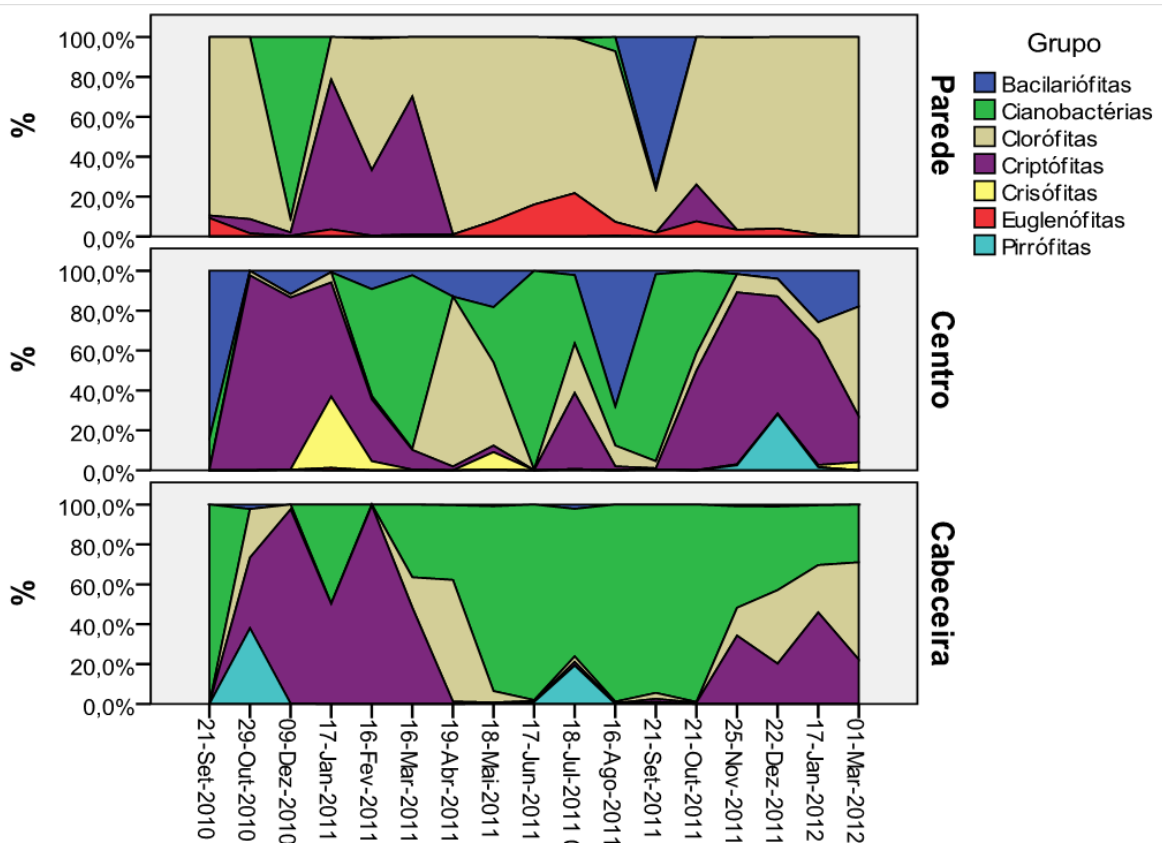 Grupo
Bacilariófitas
Cianobactérias
Clorófitas
Criptófitas
Crisófitas
Euglenófitas
Pirrófitas
%
100,0%
80,0%
60,0%
40,0%
20,0%
0,0%
Parede
%
100,0%
80,0%
60,0%
40,0%
20,0%
0,0%
Centro
%
100,0%
80,0%
60,0%
40,0%
20,0%
0,0%
Cabeceira
21-Set-2010
29-Out-2010
09-Dez-2010
17-Jan-2011
16-Fev-2011
16-Mar-2011
19-Abr-2011
18-Mai-2011
17-Jun-2011
18-Jul-2011
16-Ago-2011
21-Set-2011
21-Out-2011
25-Nov-2011
22-Dez-2011
17-Jan-2012
01-Mar-2012